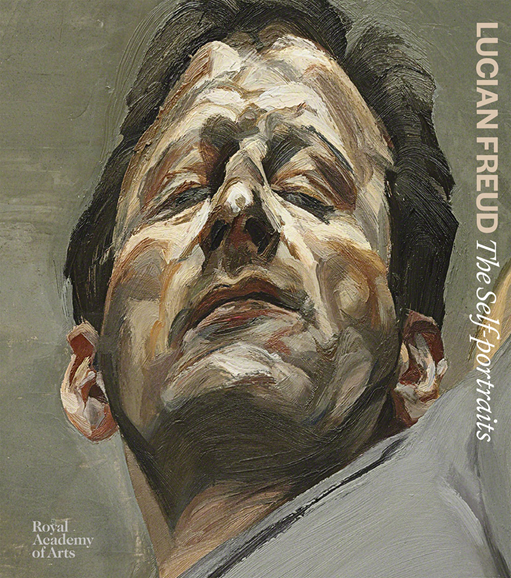 LUCIAN FREUD The Self-portraits
Royal
Academy
of Arts